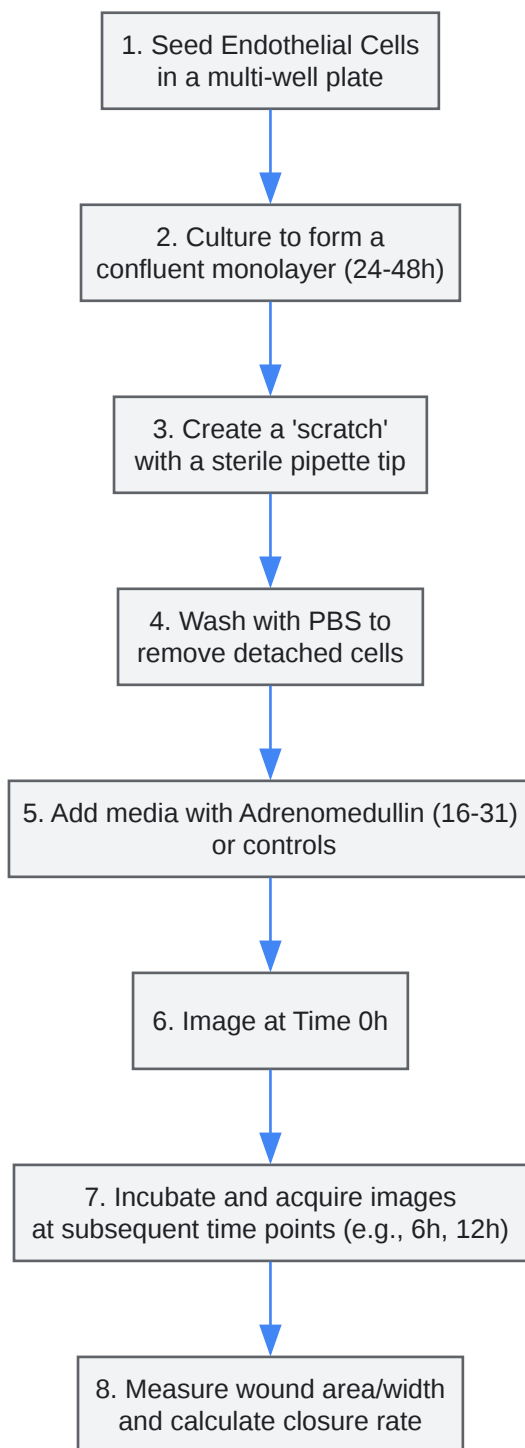 1. Seed Endothelial Cells
in a multi-well plate
2. Culture to form a
confluent monolayer (24-48h)
3. Create a 'scratch'
with a sterile pipette tip
4. Wash with PBS to
remove detached cells
5. Add media with Adrenomedullin (16-31)
or controls
6. Image at Time 0h
7. Incubate and acquire images
at subsequent time points (e.g., 6h, 12h)
8. Measure wound area/width
and calculate closure rate